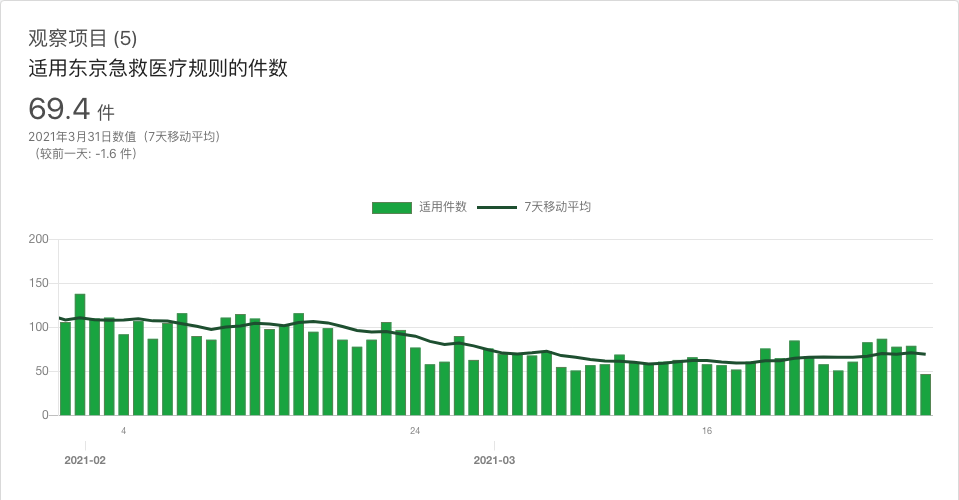 观察项目 (5)
适用东京急救医疗规则的件数
69.4 件
2021年3月31日数值（7天移动平均）
（较前一天: -1.6 件）
适用件数 7天移动平均
200
150
100
50
0
4 24 16
2021-02 2021-03